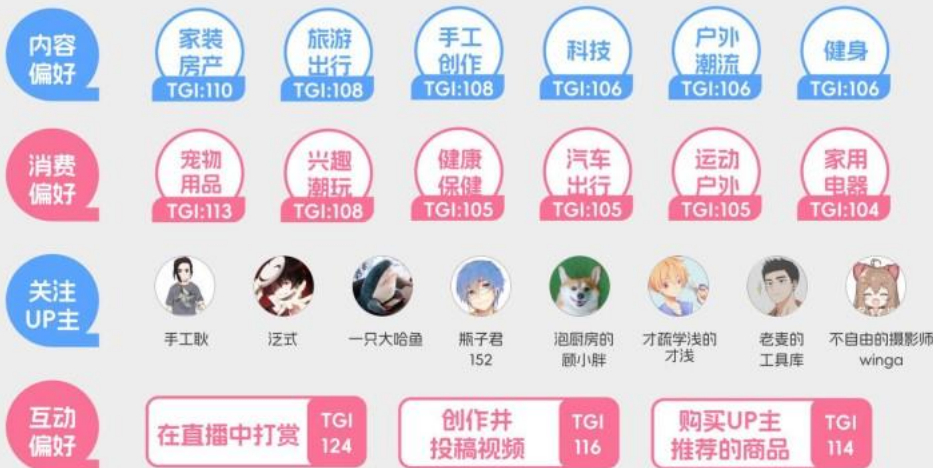 内容
偏好
家装
房产
TGI:110
旅游
出行
TGI:108
手工
创作
TGI:108
科技
TGI:106
户外
潮流
TGI:106
健身
TGI:106
消费
偏好
宠物
用品
TGI:113
兴趣
潮玩
TGI:108
健康
保健
TGI:105
汽车
出行
TGI:105
运动
户外
TGI:105
家用
电器
TGI:104
关注
UP主
手工耿
泛式
一只大哈鱼
瓶子君
152
泡厨房的
顾小胖
才疏学浅的
才浅
老麦的
工具库
不自由的摄影师
winga
互动
偏好
在直播中打赏
TGI
124
创作并
投稿视频
TGI
116
购买UP主
推荐的商品
TGI
114